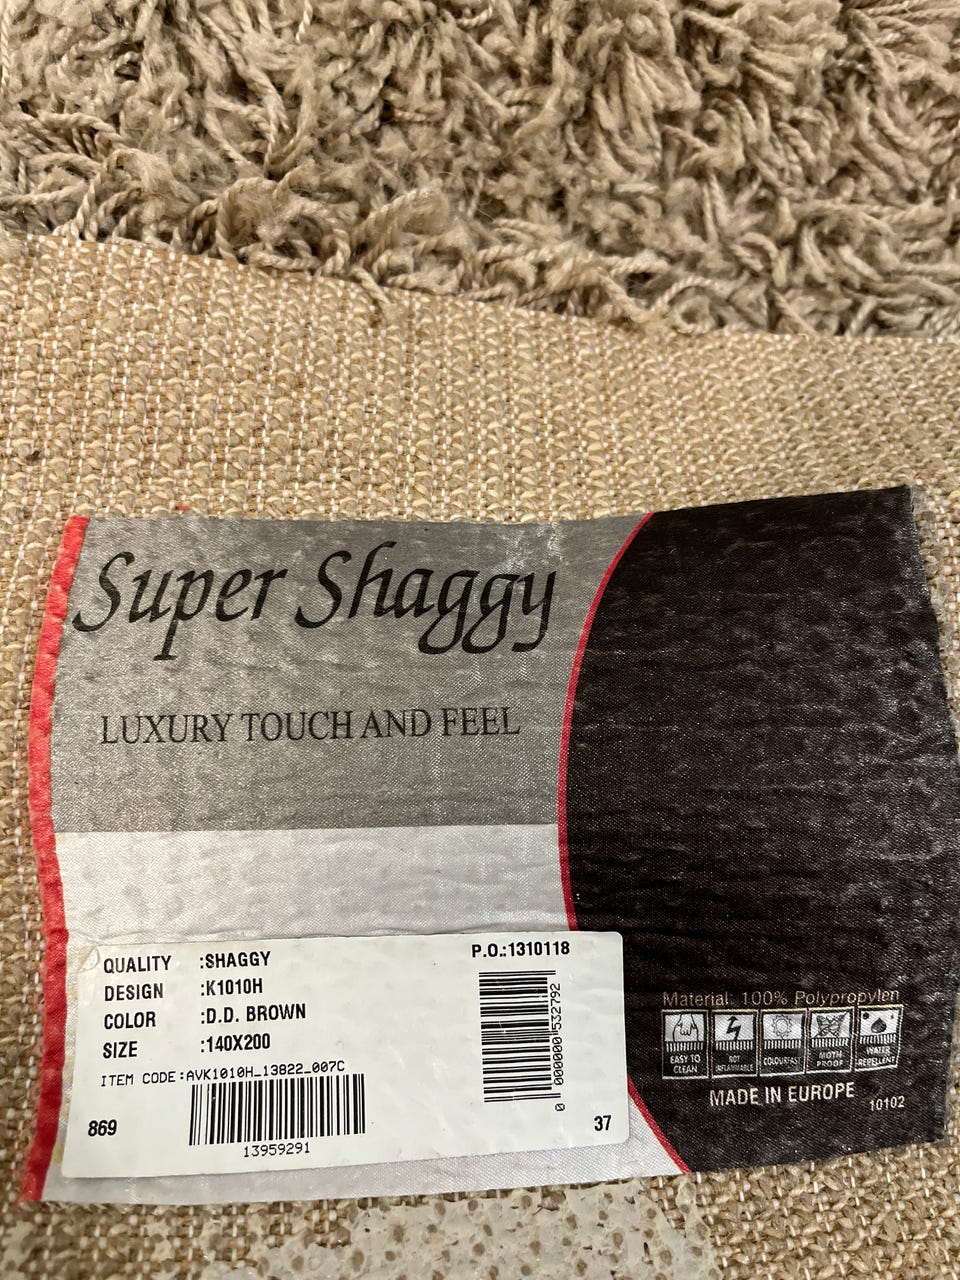 Super Shaggy
LUXURY TOUCH AND FEEL
QUALITY :SHAGGY
DESIGN :K1010H
COLOR :D.D. BROWN
SIZE :140X200
ITEM CODE:AVK1010H_13822_007C
869
13959291
P.O.:1310118
0 000000 532792
37
Material: 100% Polypropylen
EASY TO CLEAN
NOT INFLAMMABLE
COLOURFAST
MOTH PROOF
WATER REPELLENT
MADE IN EUROPE
10102